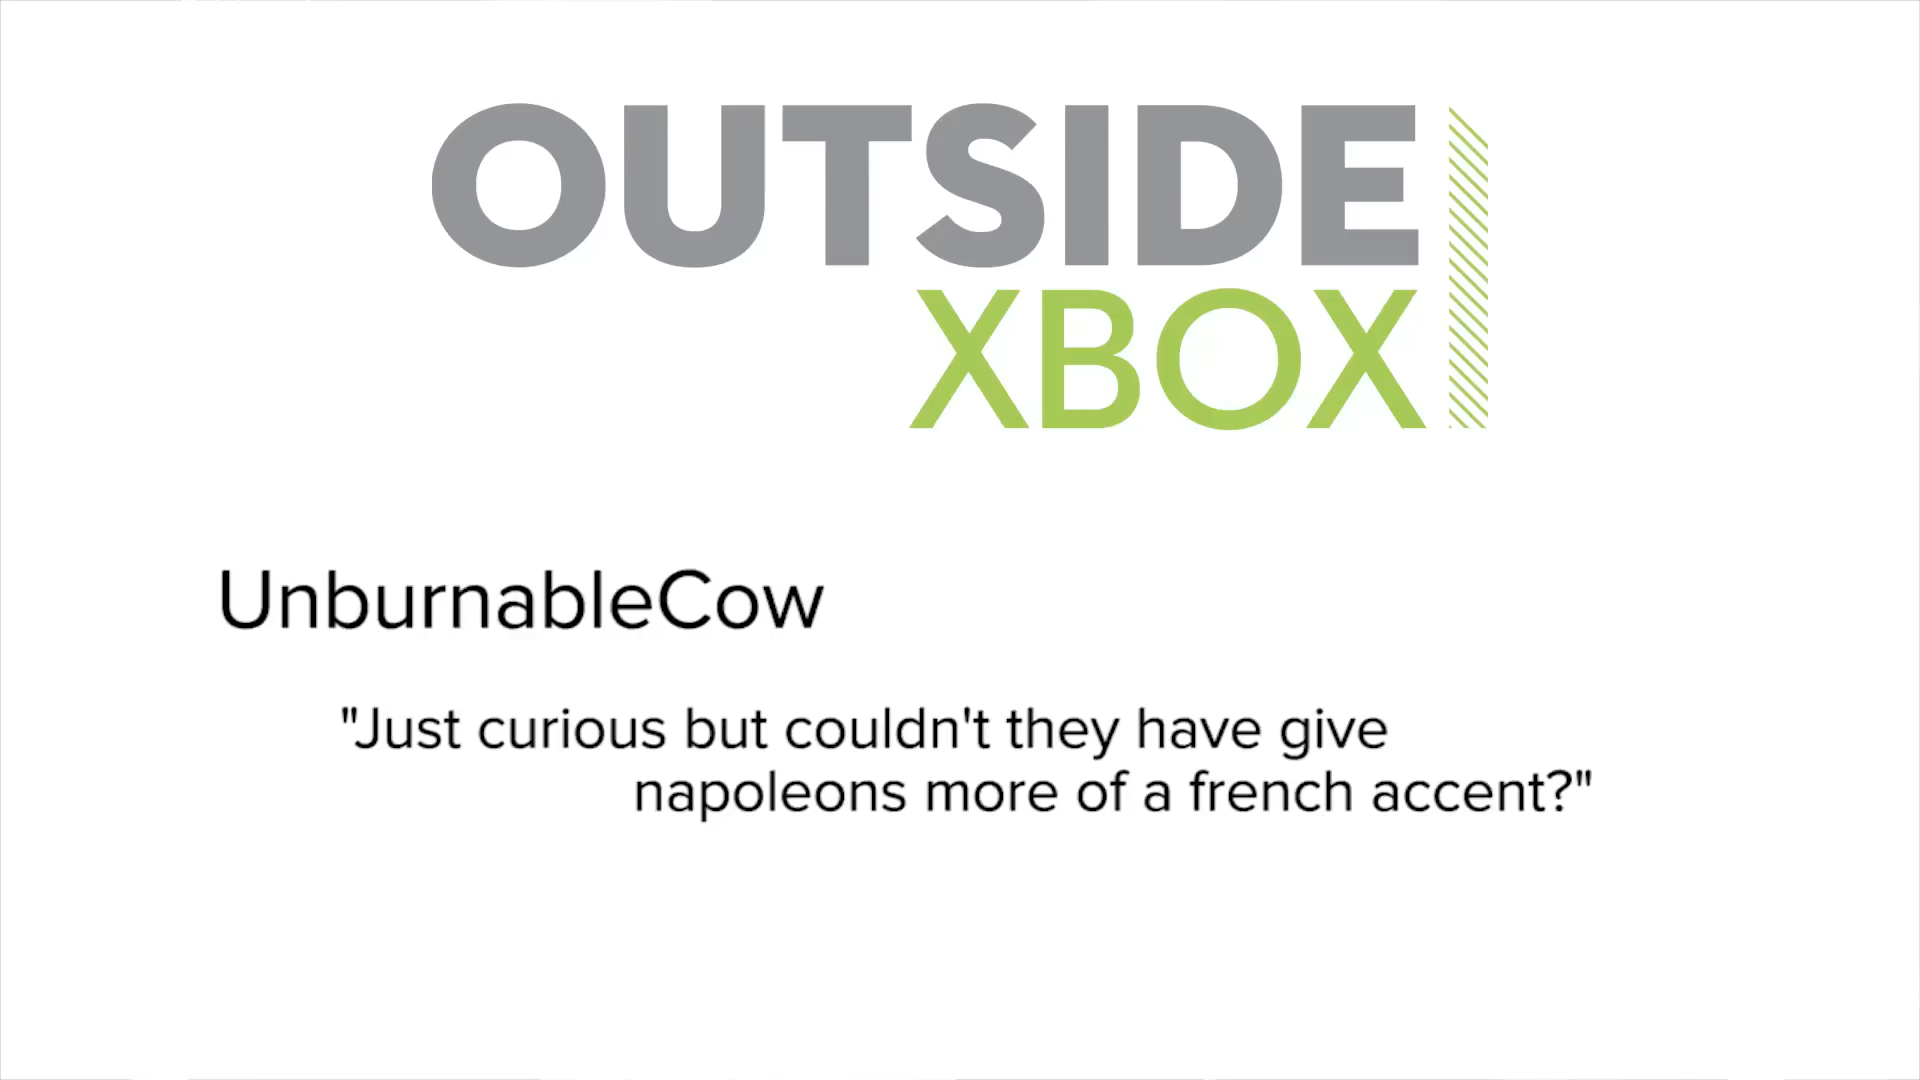 OUTSIDE
XBOX
UnburnableCow
"Just curious but couldn't they have give
napoleons more of a french accent?"